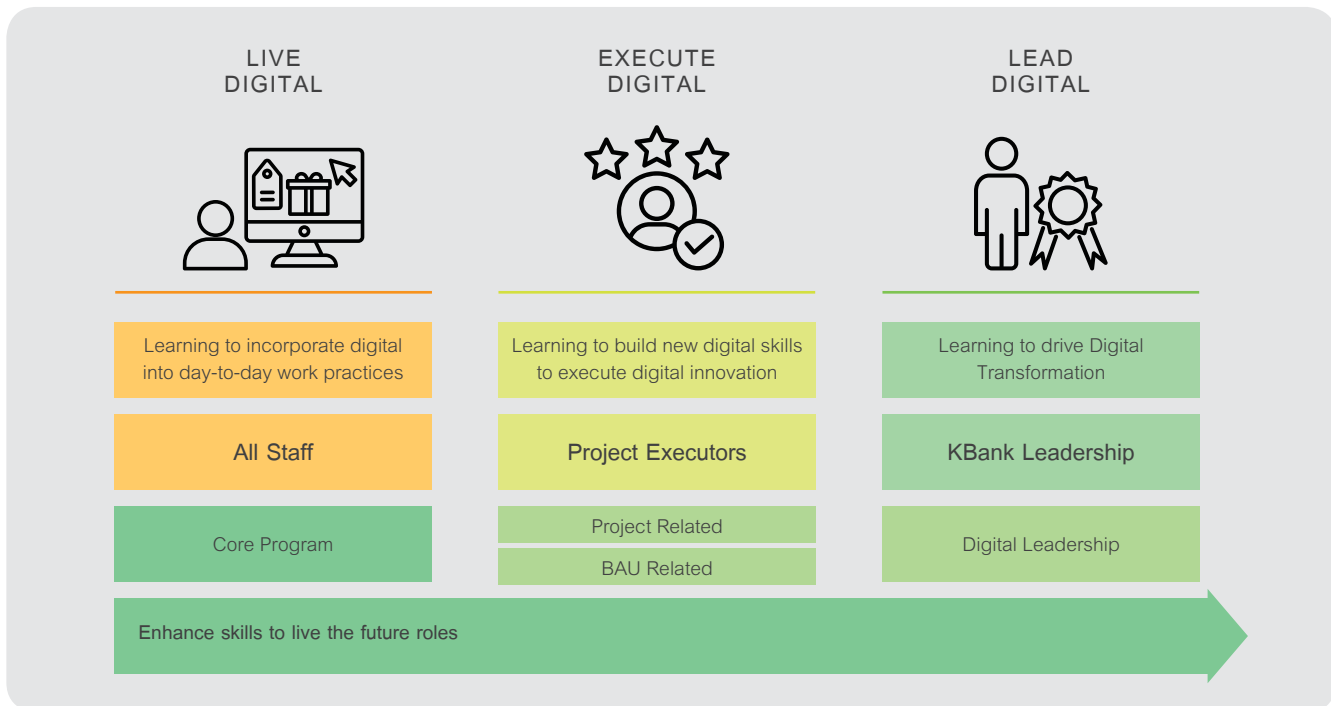 LIVE
DIGITAL
EXECUTE
DIGITAL
LEAD
DIGITAL
Learning to incorporate digital
into day-to-day work practices
Learning to build new digital skills
to execute digital innovation
Learning to drive Digital
Transformation
All Staff
Project Executors
KBank Leadership
Core Program
Project Related
BAU Related
Digital Leadership
Enhance skills to live the future roles